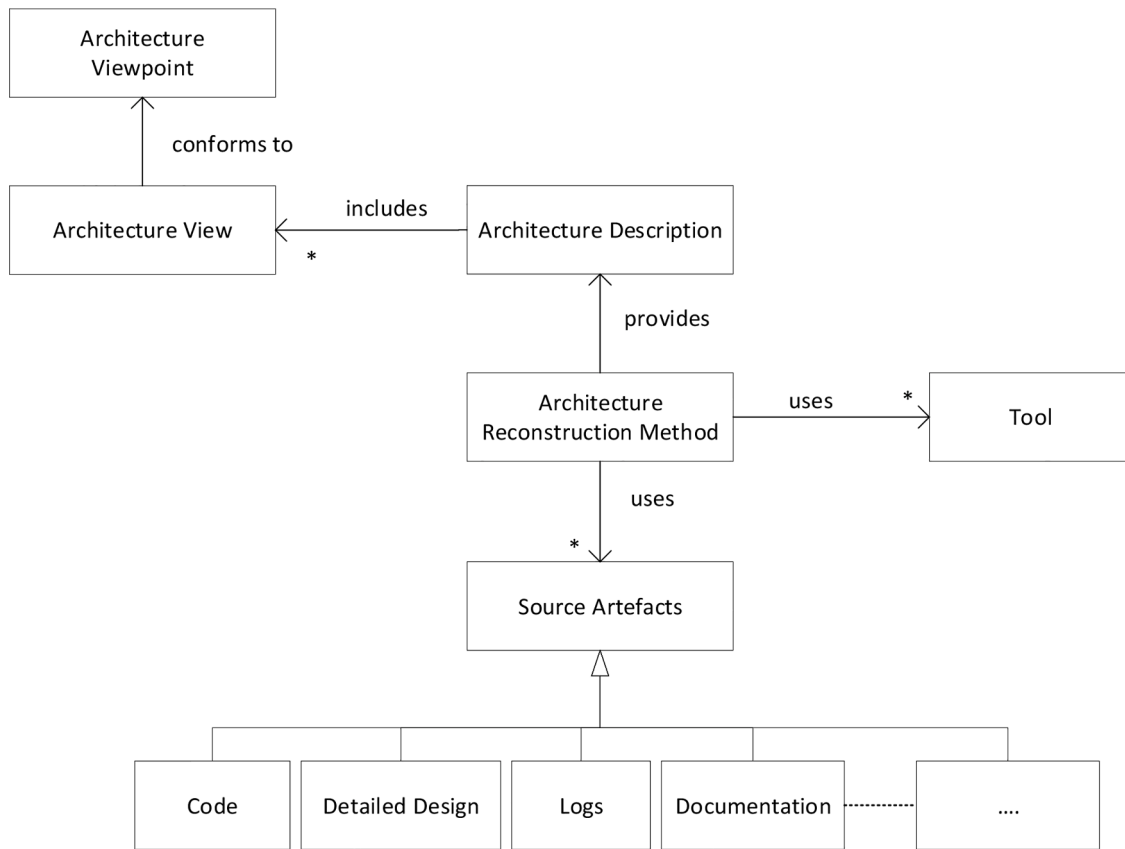 Architecture
Viewpoint
conforms to
Architecture View
includes
*
Architecture Description
provides
Architecture
Reconstruction Method
uses
*
Tool
uses
*
Source Artefacts
Code
Detailed Design
Logs
Documentation
....